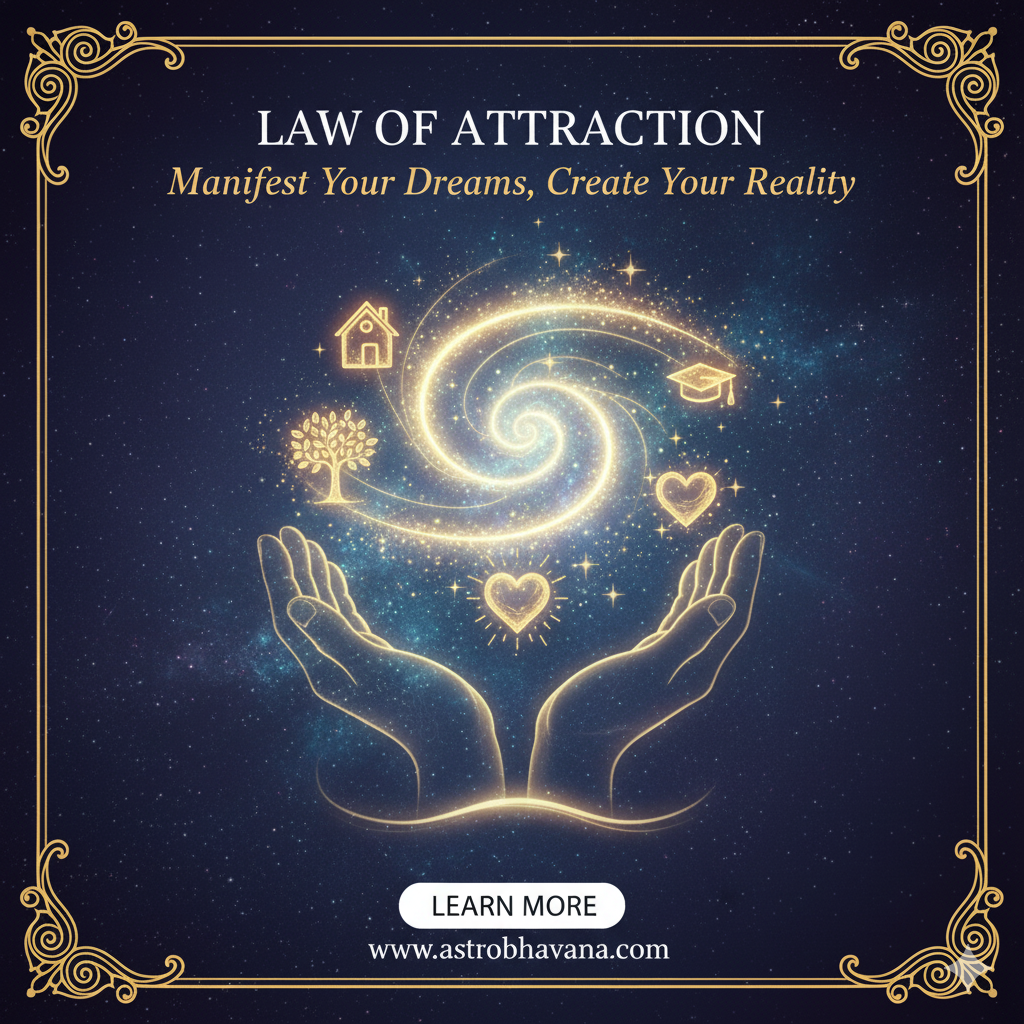 LAW OF ATTRACTION
Manifest Your Dreams, Create Your Reality
LEARN MORE
www.astrobhavana.com